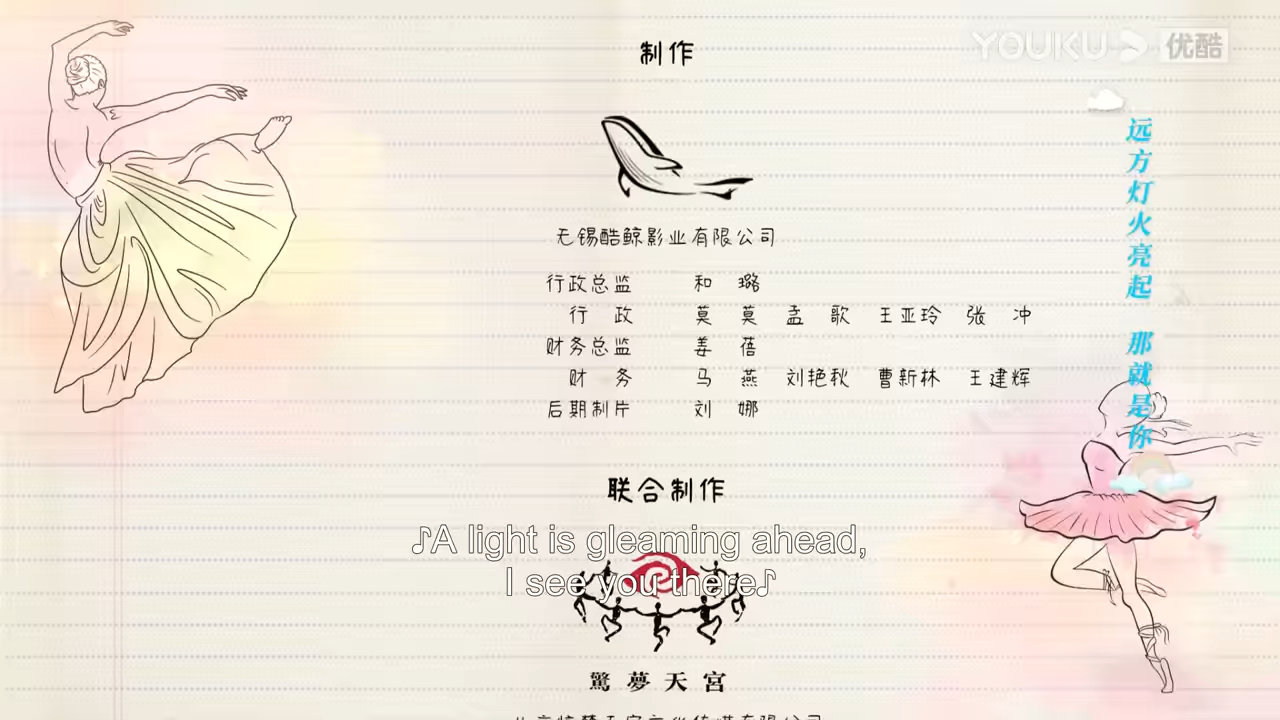 制作
YOUKU 优酷
无锡酷鲸影业有限公司
行政总监 和 璐
行 政 莫 莫 孟 歌 王亚玲 张 冲
财务总监 姜 蓓
财 务 马 燕 刘艳秋 曹新林 王建辉
后期制片 刘 娜
远方灯火亮起 那就是你
联合制作
♪A light is gleaming ahead,
I see you there♪
驚夢天宮